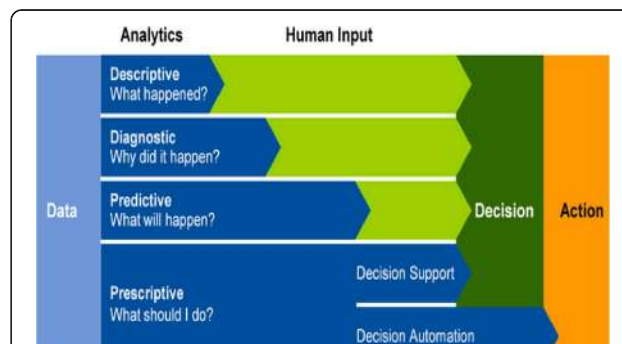 Analytics
Human Input
Descriptive
What happened?
Diagnostic
Why did it happen?
Predictive
What will happen?
Data
Decision
Action
Decision Support
Prescriptive
What should I do?
Decision Automation